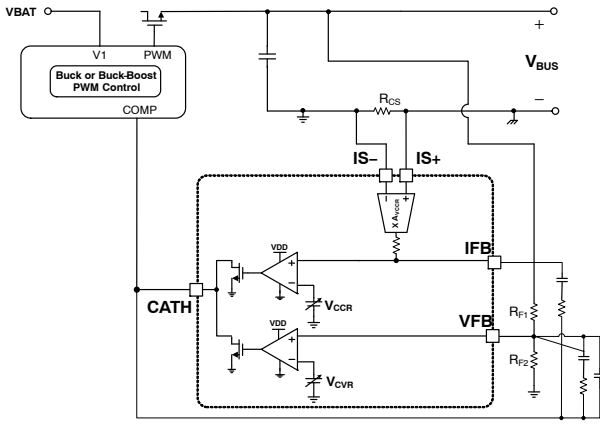 VBAT
V1
PWM
Buck or Buck-Boost
PWM Control
COMP
+
VBUS
−
RCS
IS−
IS+
−
+
X AVCCR
IFB
VDD
+
−
VCCR
CATH
VFB
VDD
+
−
VCVR
RF1
RF2